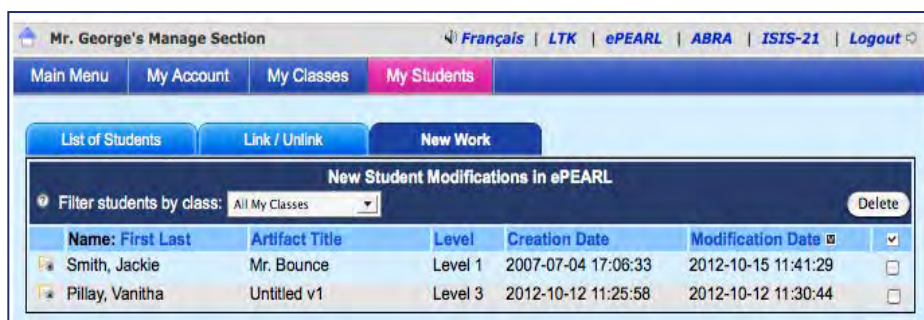 Mr. George's Manage Section Français | LTK | ePEARL | ABRA | ISIS-21 | Logout
Main Menu My Account My Classes My Students
List of Students Link / Unlink New Work
New Student Modifications in ePEARL
Filter students by class: All My Classes Delete
Name: First Last Artifact Title Level Creation Date Modification Date
Smith, Jackie Mr. Bounce Level 1 2007-07-04 17:06:33 2012-10-15 11:41:29
Pillay, Vanitha Untitled v1 Level 3 2012-10-12 11:25:58 2012-10-12 11:30:44